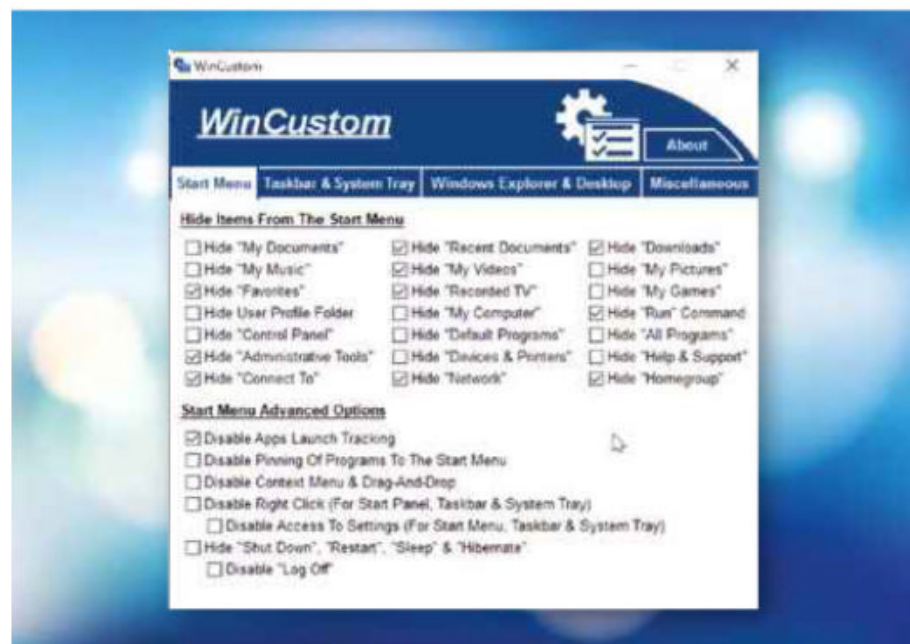 WinCustom
WinCustom
About
Start Menu Taskbar & System Tray Windows Explorer & Desktop Miscellaneous
Hide Items From The Start Menu
Hide "My Documents" Hide "Recent Documents" Hide "Downloads"
Hide "My Music" Hide "My Videos" Hide "My Pictures"
Hide "Favorites" Hide "Recorded TV" Hide "My Games"
Hide User Profile Folder Hide "My Computer" Hide "Run" Command
Hide "Control Panel" Hide "Default Programs" Hide "All Programs"
Hide "Administrative Tools" Hide "Devices & Printers" Hide "Help & Support"
Hide "Connect To" Hide "Network" Hide "Homegroup"
Start Menu Advanced Options
Disable Apps Launch Tracking
Disable Pinning Of Programs To The Start Menu
Disable Context Menu & Drag-And-Drop
Disable Right Click (For Start Panel, Taskbar & System Tray)
Disable Access To Settings (For Start Menu, Taskbar & System Tray)
Hide "Shut Down", "Restart", "Sleep" & "Hibernate"
Disable "Log Off"